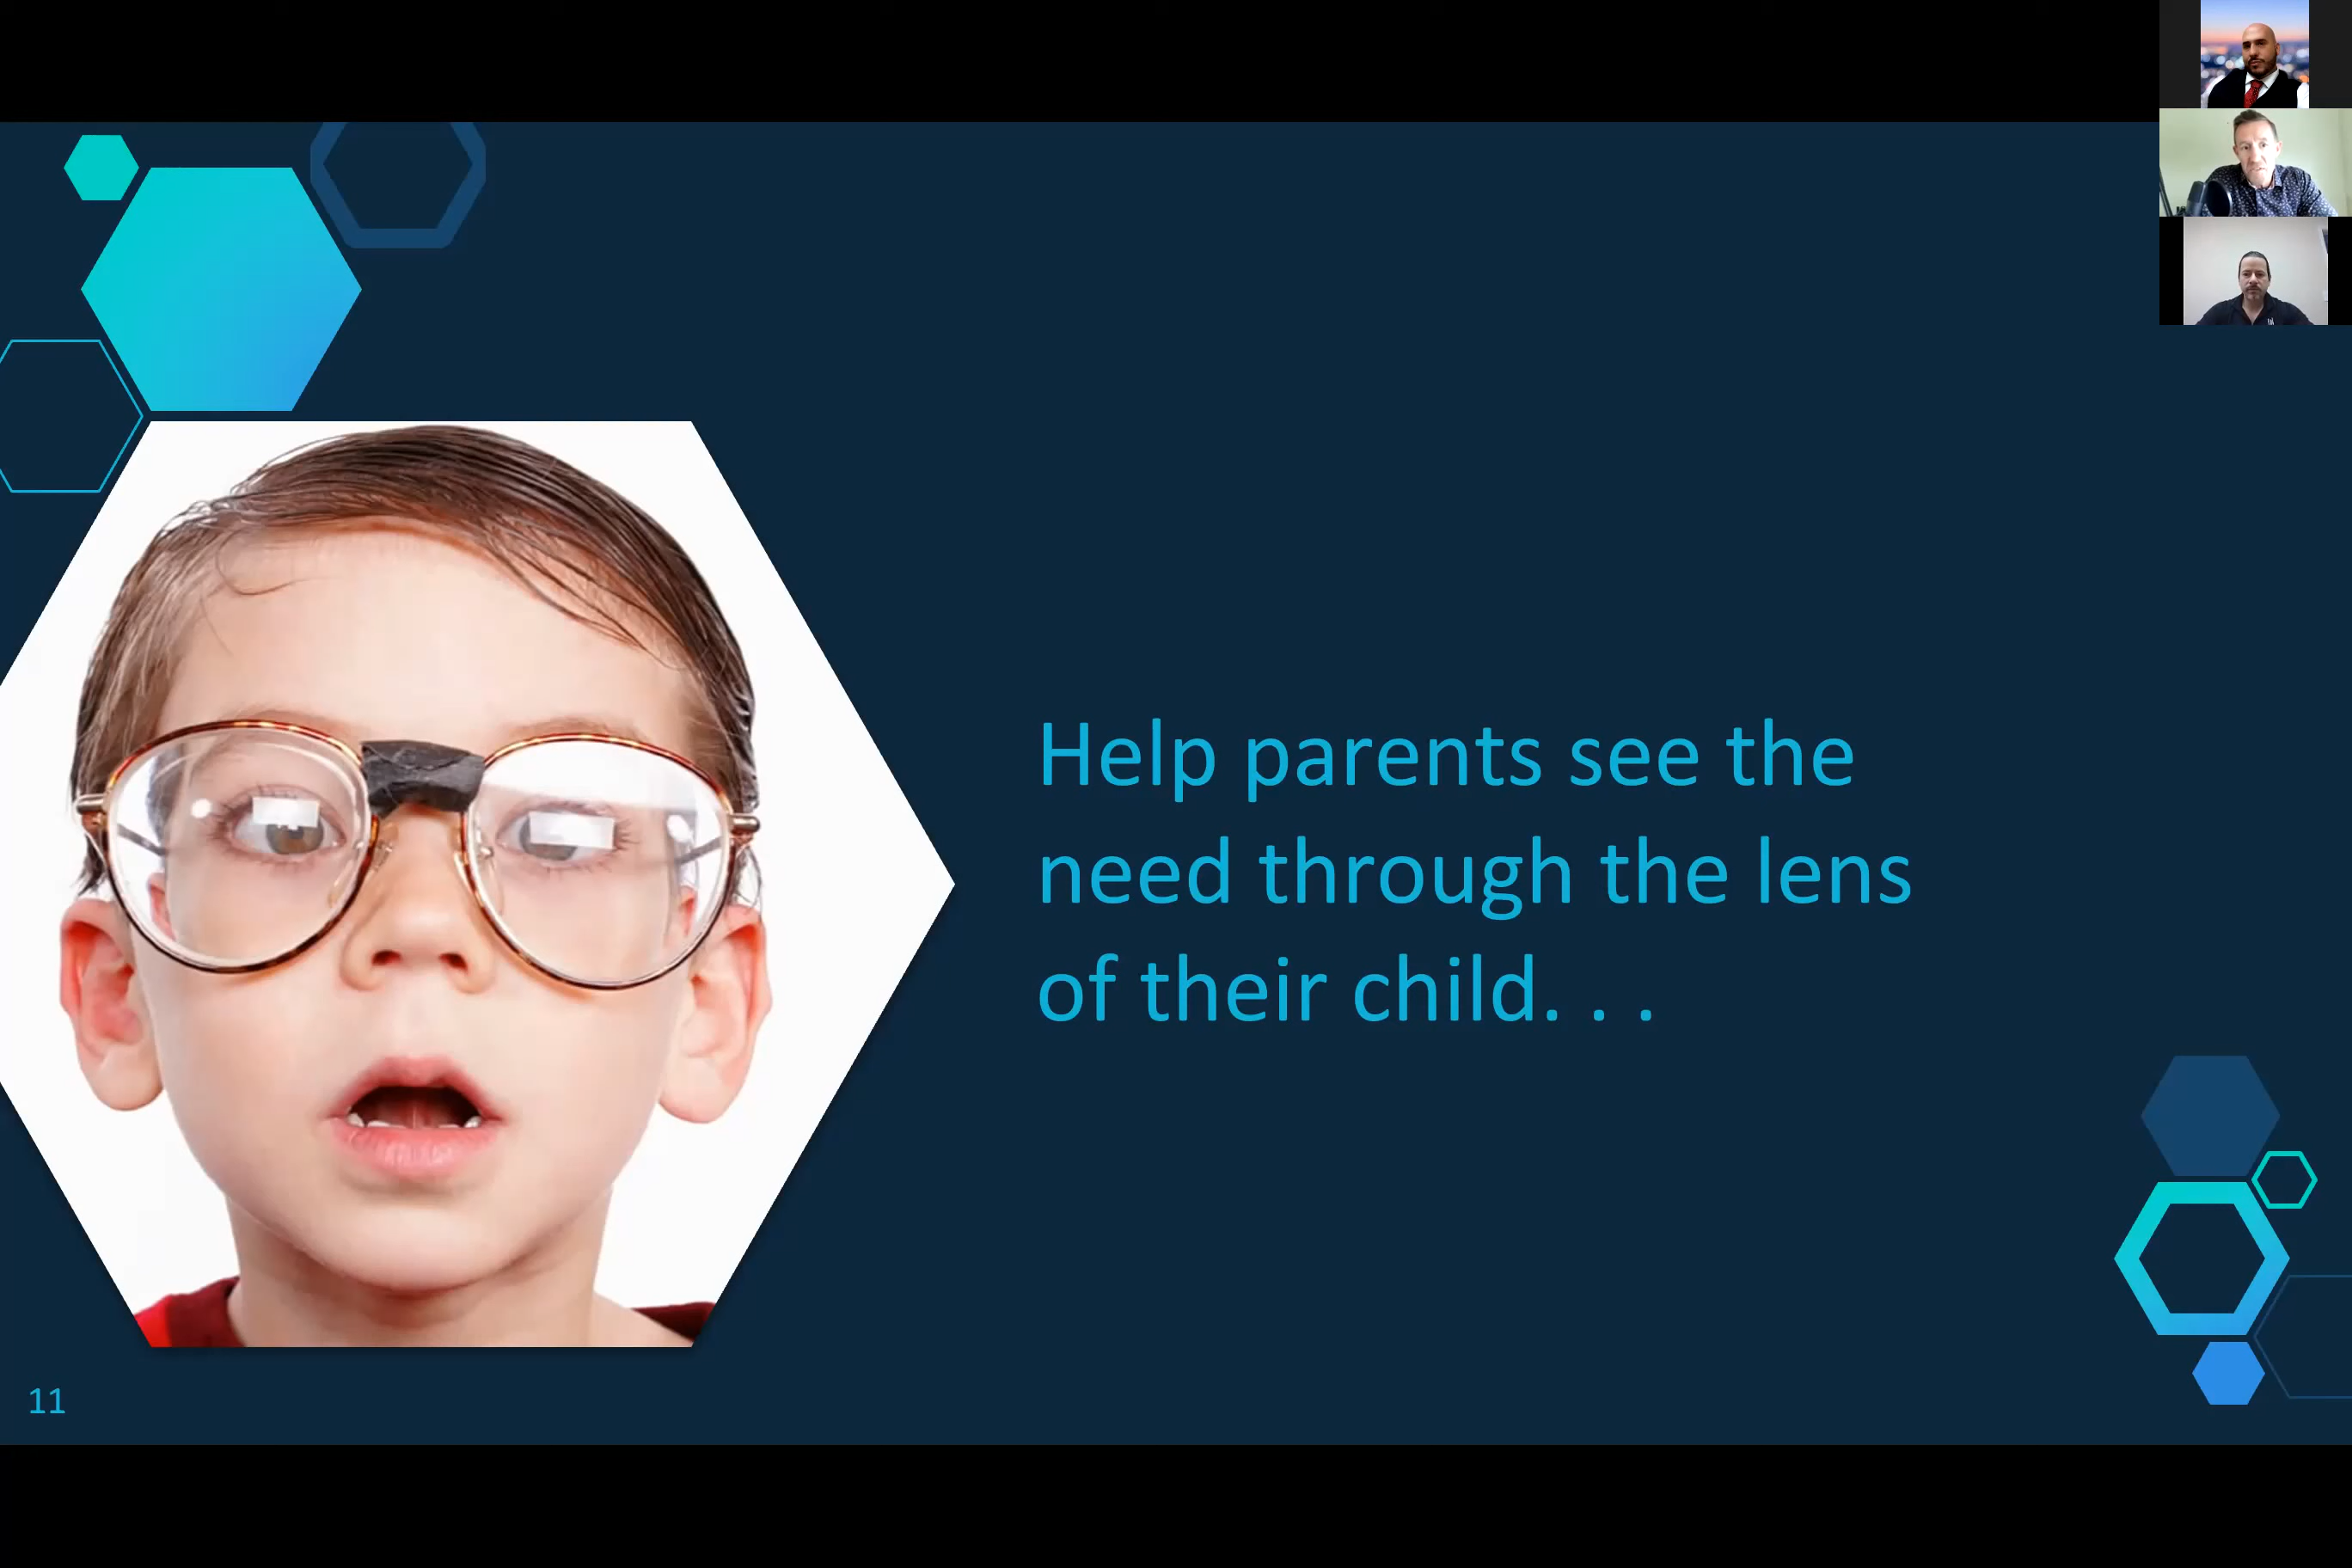 Help parents see the
need through the lens
of their child. . .
11